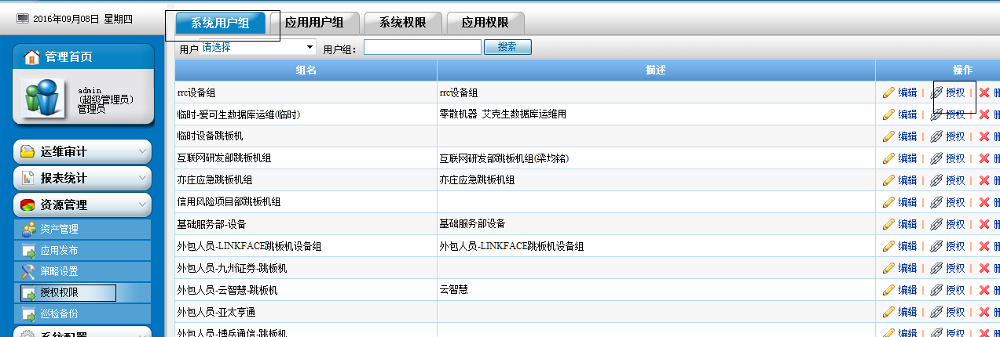 2016年09月08日 星期四
管理首页
admin
(超级管理员)
管理员
运维审计
报表统计
资源管理
资产管理
应用发布
策略设置
授权权限
巡检备份
系统配置
系统用户组 应用用户组 系统权限 应用权限
用户 请选择 用户组: 搜索
组名 描述 操作
rrc设备组 rrc设备组 编辑 | 授权 |
临时-爱可生数据库运维(临时) 零散机器 艾克生数据库运维用 编辑 | 授权 |
临时设备跳板机 编辑 | 授权 |
互联网研发部跳板机组 互联网研发部跳板机组(梁均铭) 编辑 | 授权 |
亦庄应急跳板机组 亦庄应急跳板机组 编辑 | 授权 |
信用风险项目部跳板机组 编辑 | 授权 |
基础服务部-设备 基础服务部设备 编辑 | 授权 |
外包人员-LINKFACE跳板机设备组 外包人员-LINKFACE跳板机设备组 编辑 | 授权 |
外包人员-九州证券-跳板机 编辑 | 授权 |
外包人员-云智慧-跳板机 云智慧 编辑 | 授权 |
外包人员-亚太亨通 编辑 | 授权 |
外包人员-博岳通信-跳板机 编辑 | 授权 |